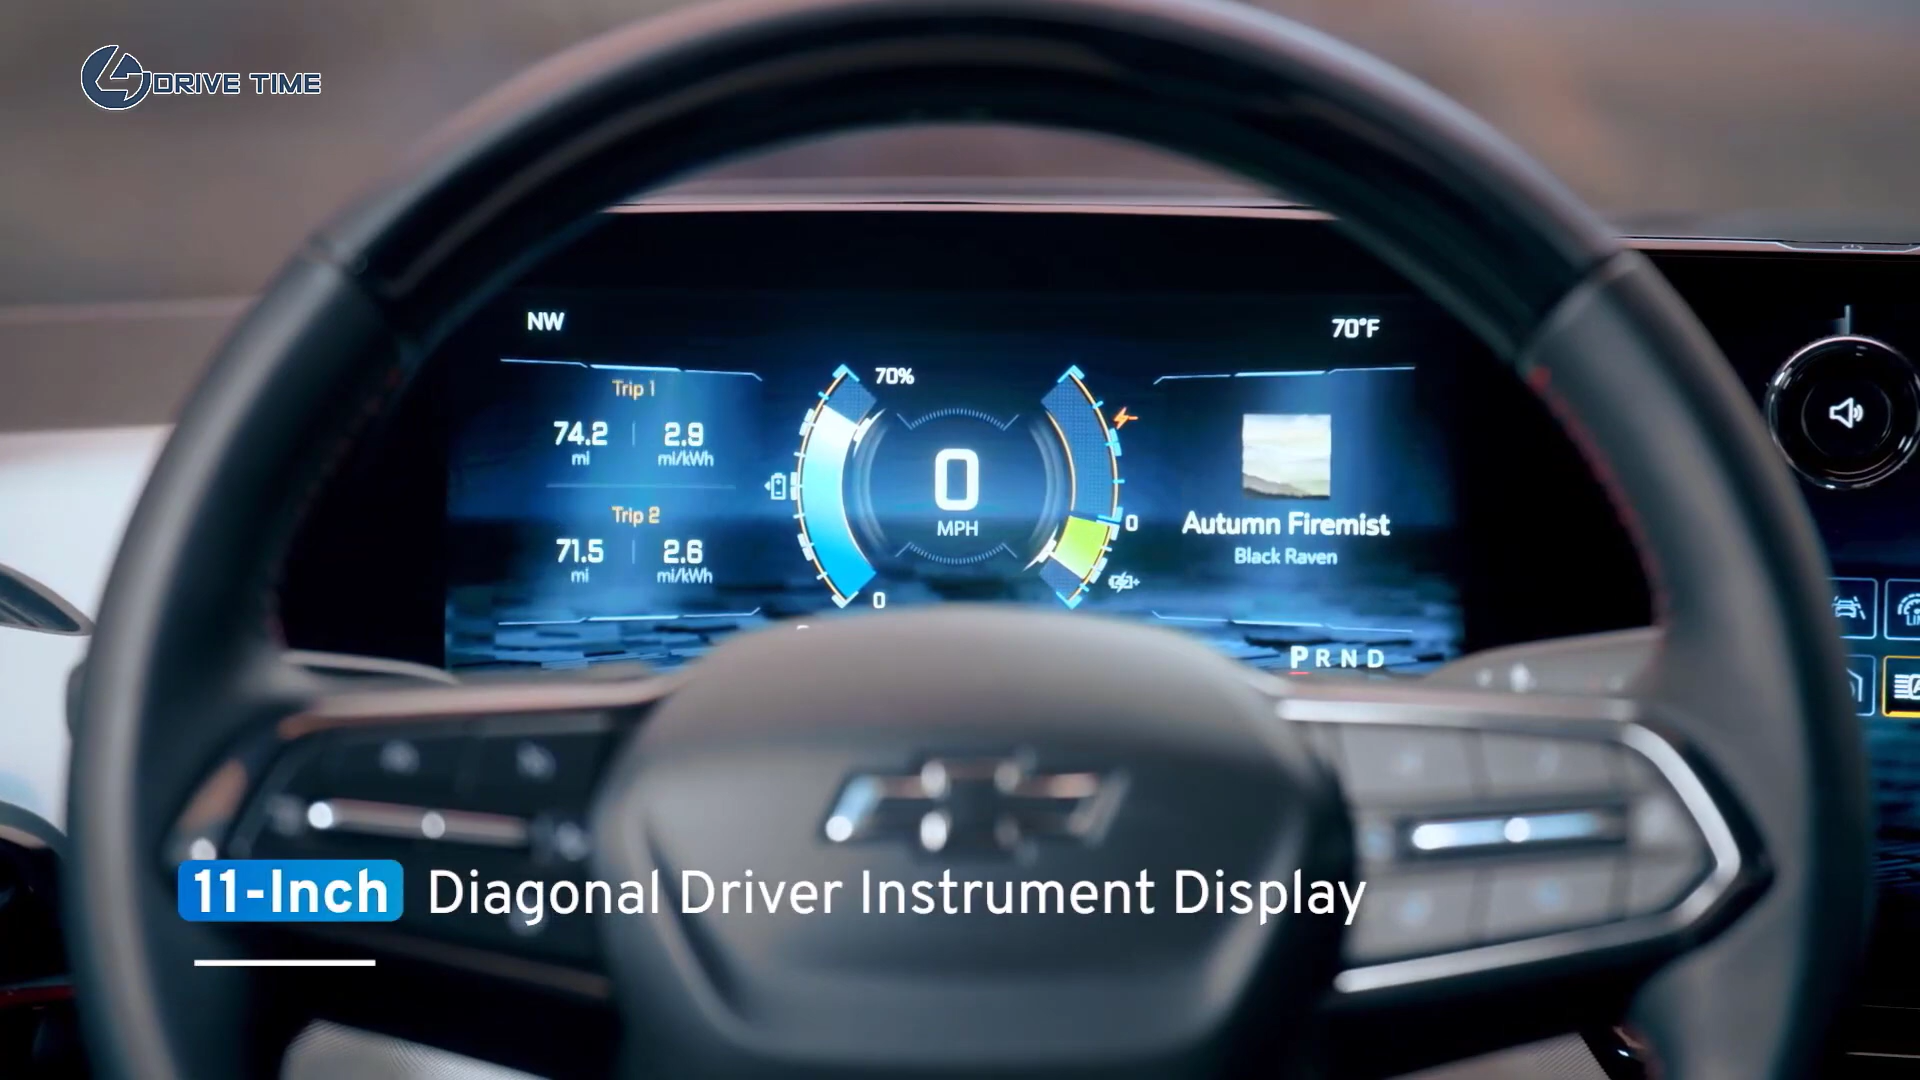 DRIVE TIME
NW
70°F
Trip 1
74.2
2.9
mi
mi/kWh
Trip 2
71.5
2.6
mi
mi/kWh
70%
0
MPH
0
0
Autumn Firemist
Black Raven
P R N D
11-Inch Diagonal Driver Instrument Display